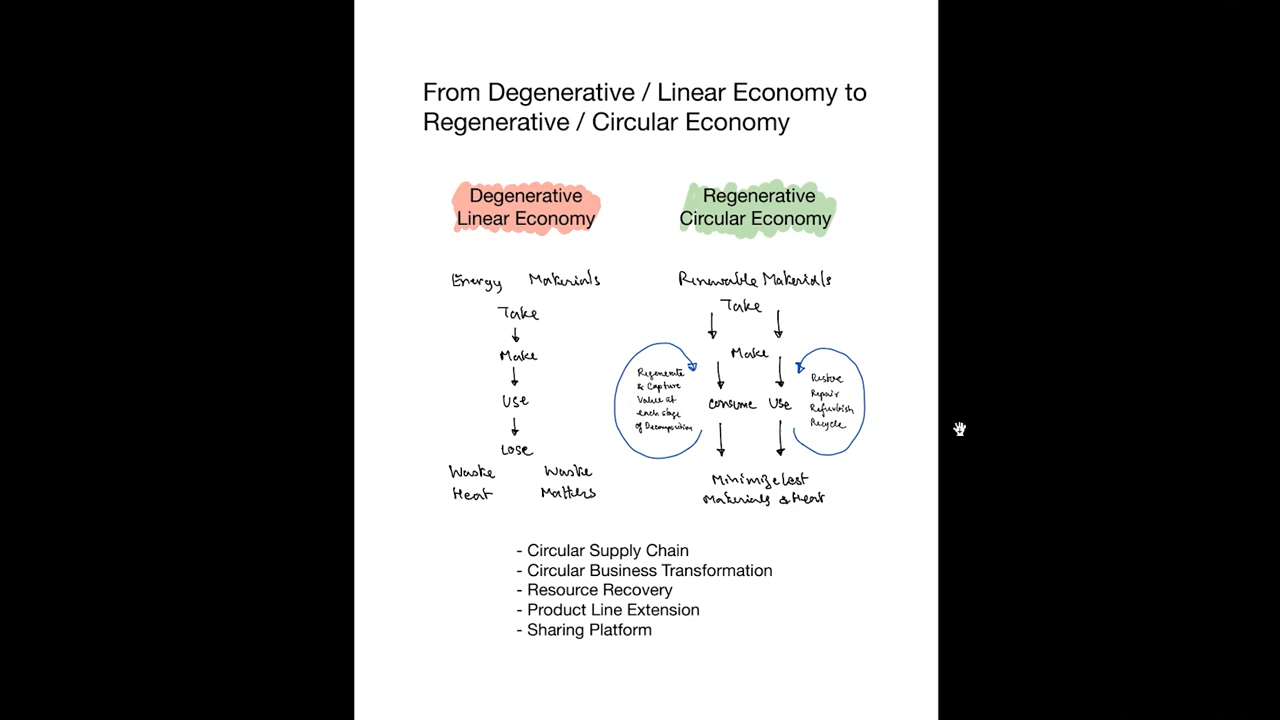 From Degenerative / Linear Economy to
Regenerative / Circular Economy
Degenerative
Linear Economy
Energy Materials
Take
Make
Use
Lose
Waste
Heat
Waste
Matters
Regenerative
Circular Economy
Renewable Materials
Take
Make
Consume Use
Regenerate
& Capture
Value at
each stage
of Decomposition
Restore
Repair
Refurbish
Recycle
Minimize Lost
Materials & Heat
- Circular Supply Chain
- Circular Business Transformation
- Resource Recovery
- Product Line Extension
- Sharing Platform